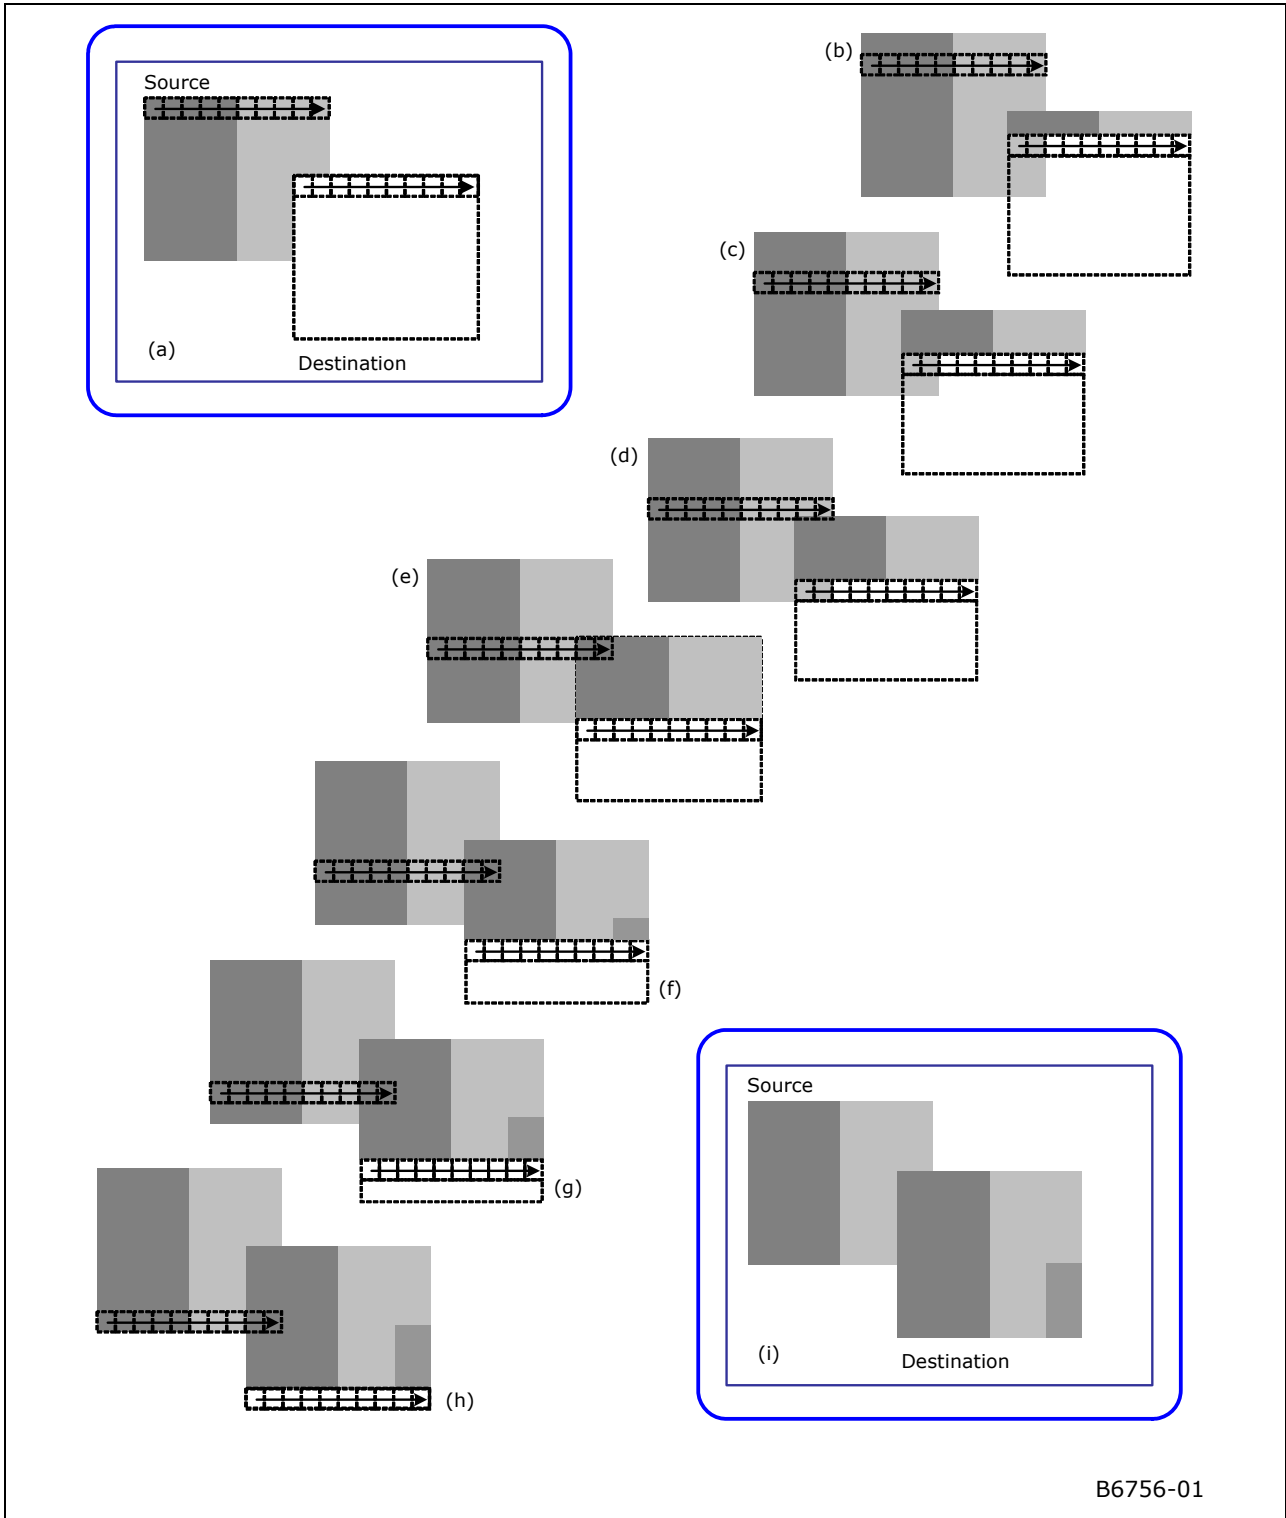 Source
(a)
Destination
(b)
(c)
(d)
(e)
(f)
(g)
(h)
Source
(i)
Destination
B6756-01